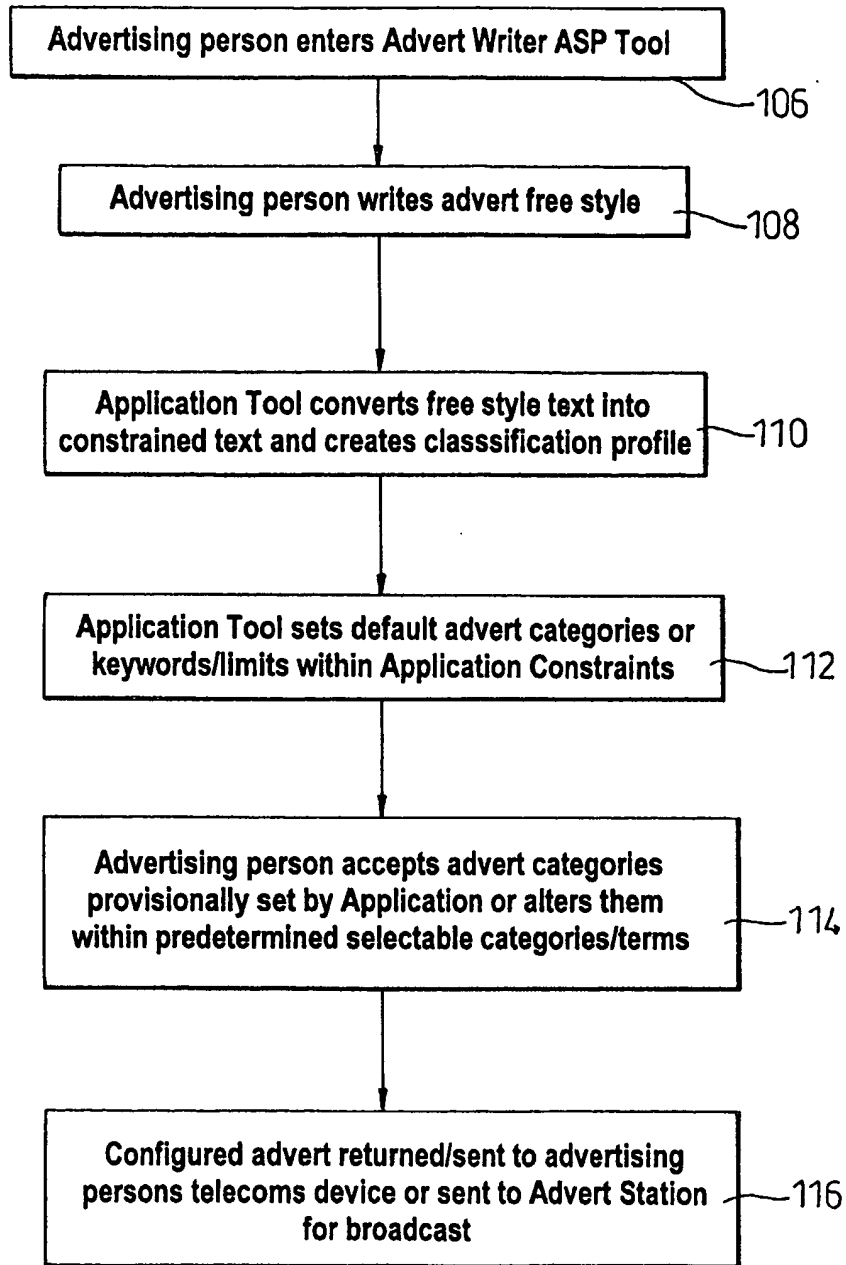 Advertising person enters Advert Writer ASP Tool
106
Advertising person writes advert free style
108
Application Tool converts free style text into
constrained text and creates classsification profile
110
Application Tool sets default advert categories or
keywords/limits within Application Constraints
112
Advertising person accepts advert categories
provisionally set by Application or alters them
within predetermined selectable categories/terms
114
Configured advert returned/sent to advertising
persons telecoms device or sent to Advert Station
for broadcast
116